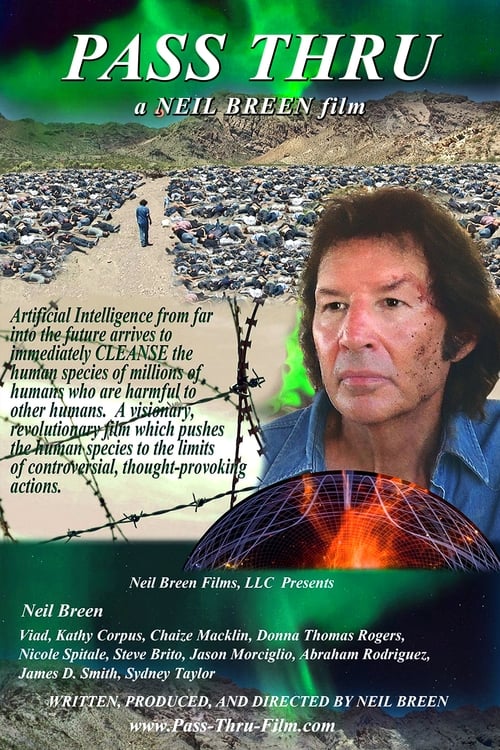 PASS THRU
a NEIL BREEN film
Artificial Intelligence from far
into the future arrives to
immediately CLEANSE the
human species of millions of
humans who are harmful to
other humans. A visionary,
revolutionary film which pushes
the human species to the limits
of controversial, thought-provoking
actions.
Neil Breen Films, LLC Presents
Neil Breen
Viad, Kathy Corpus, Chaize Macklin, Donna Thomas Rogers,
Nicole Spitale, Steve Brito, Jason Morciglio, Abraham Rodriguez,
James D. Smith, Sydney Taylor
WRITTEN, PRODUCED, AND DIRECTED BY NEIL BREEN
www.Pass-Thru-Film.com